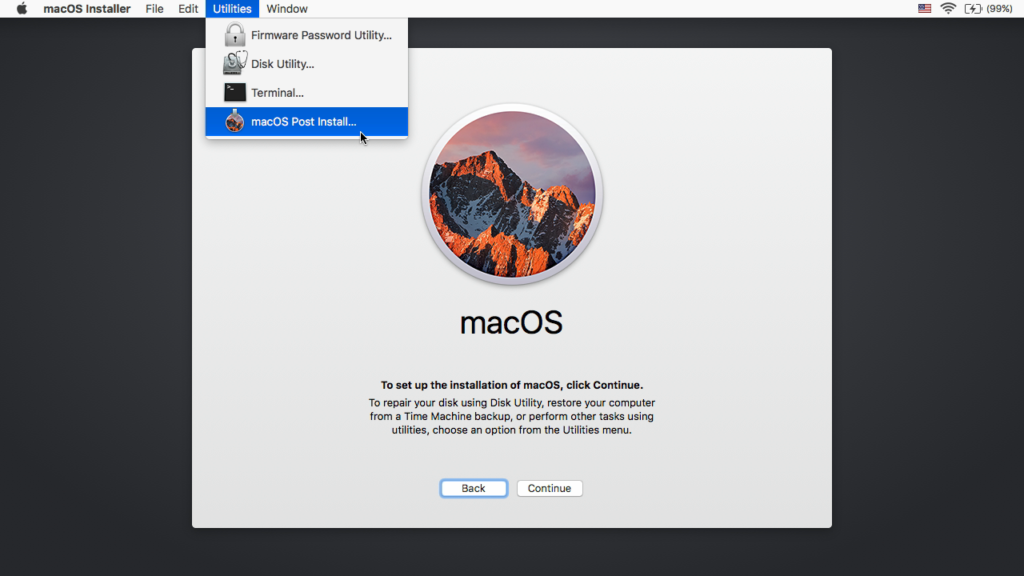 macOS Installer File Edit Utilities Window (99%)
Firmware Password Utility...
Disk Utility...
Terminal...
macOS Post Install...
macOS
To set up the installation of macOS, click Continue.
To repair your disk using Disk Utility, restore your computer
from a Time Machine backup, or perform other tasks using
utilities, choose an option from the Utilities menu.
Back Continue